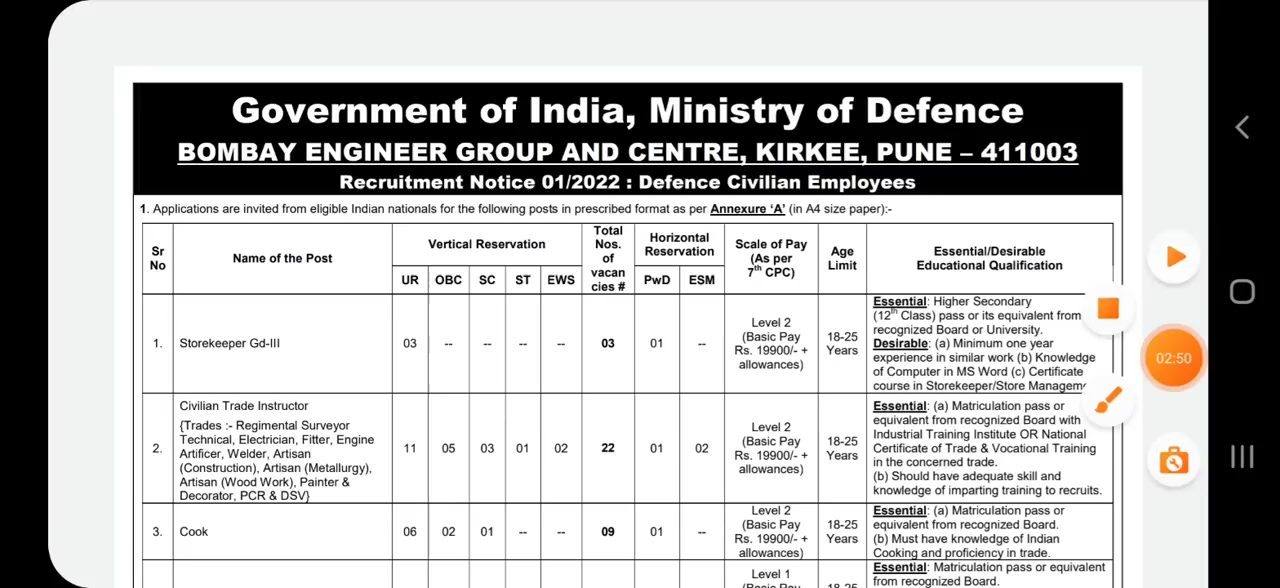 Government of India, Ministry of Defence
BOMBAY ENGINEER GROUP AND CENTRE, KIRKEE, PUNE – 411003
Recruitment Notice 01/2022 : Defence Civilian Employees
1. Applications are invited from eligible Indian nationals for the following posts in prescribed format as per Annexure ‘A’ (in A4 size paper):-
Sr No
Name of the Post
Vertical Reservation
UR OBC SC ST EWS
Total
Nos.
of
vacan
cies #
Horizontal
Reservation
PwD ESM
Scale of Pay
(As per
7th CPC)
Age
Limit
Essential/Desirable
Educational Qualification
1.
Storekeeper Gd-III
03 -- -- -- -- 03 01 --
Level 2
(Basic Pay
Rs. 19900/- +
allowances)
18-25
Years
Essential: Higher Secondary
(12th Class) pass or its equivalent from
recognized Board or University.
Desirable: (a) Minimum one year
experience in similar work (b) Knowledge
of Computer in MS Word (c) Certificate
course in Storekeeper/Store Managem
2.
Civilian Trade Instructor
{Trades :- Regimental Surveyor
Technical, Electrician, Fitter, Engine
Artificer, Welder, Artisan
(Construction), Artisan (Metallurgy),
Artisan (Wood Work), Painter &
Decorator, PCR & DSV}
11 05 03 01 02 22 01 02
Level 2
(Basic Pay
Rs. 19900/- +
allowances)
18-25
Years
Essential: (a) Matriculation pass or
equivalent from recognized Board with
Industrial Training Institute OR National
Certificate of Trade & Vocational Training
in the concerned trade.
(b) Should have adequate skill and
knowledge of imparting training to recruits.
3.
Cook
06 02 01 -- -- 09 01 --
Level 2
(Basic Pay
Rs. 19900/- +
allowances)
18-25
Years
Essential: (a) Matriculation pass or
equivalent from recognized Board.
(b) Must have knowledge of Indian
Cooking and proficiency in trade.
Level 1
(Basic Pay
18-25
Essential: Matriculation pass or equivalent
from recognized Board.
02:50